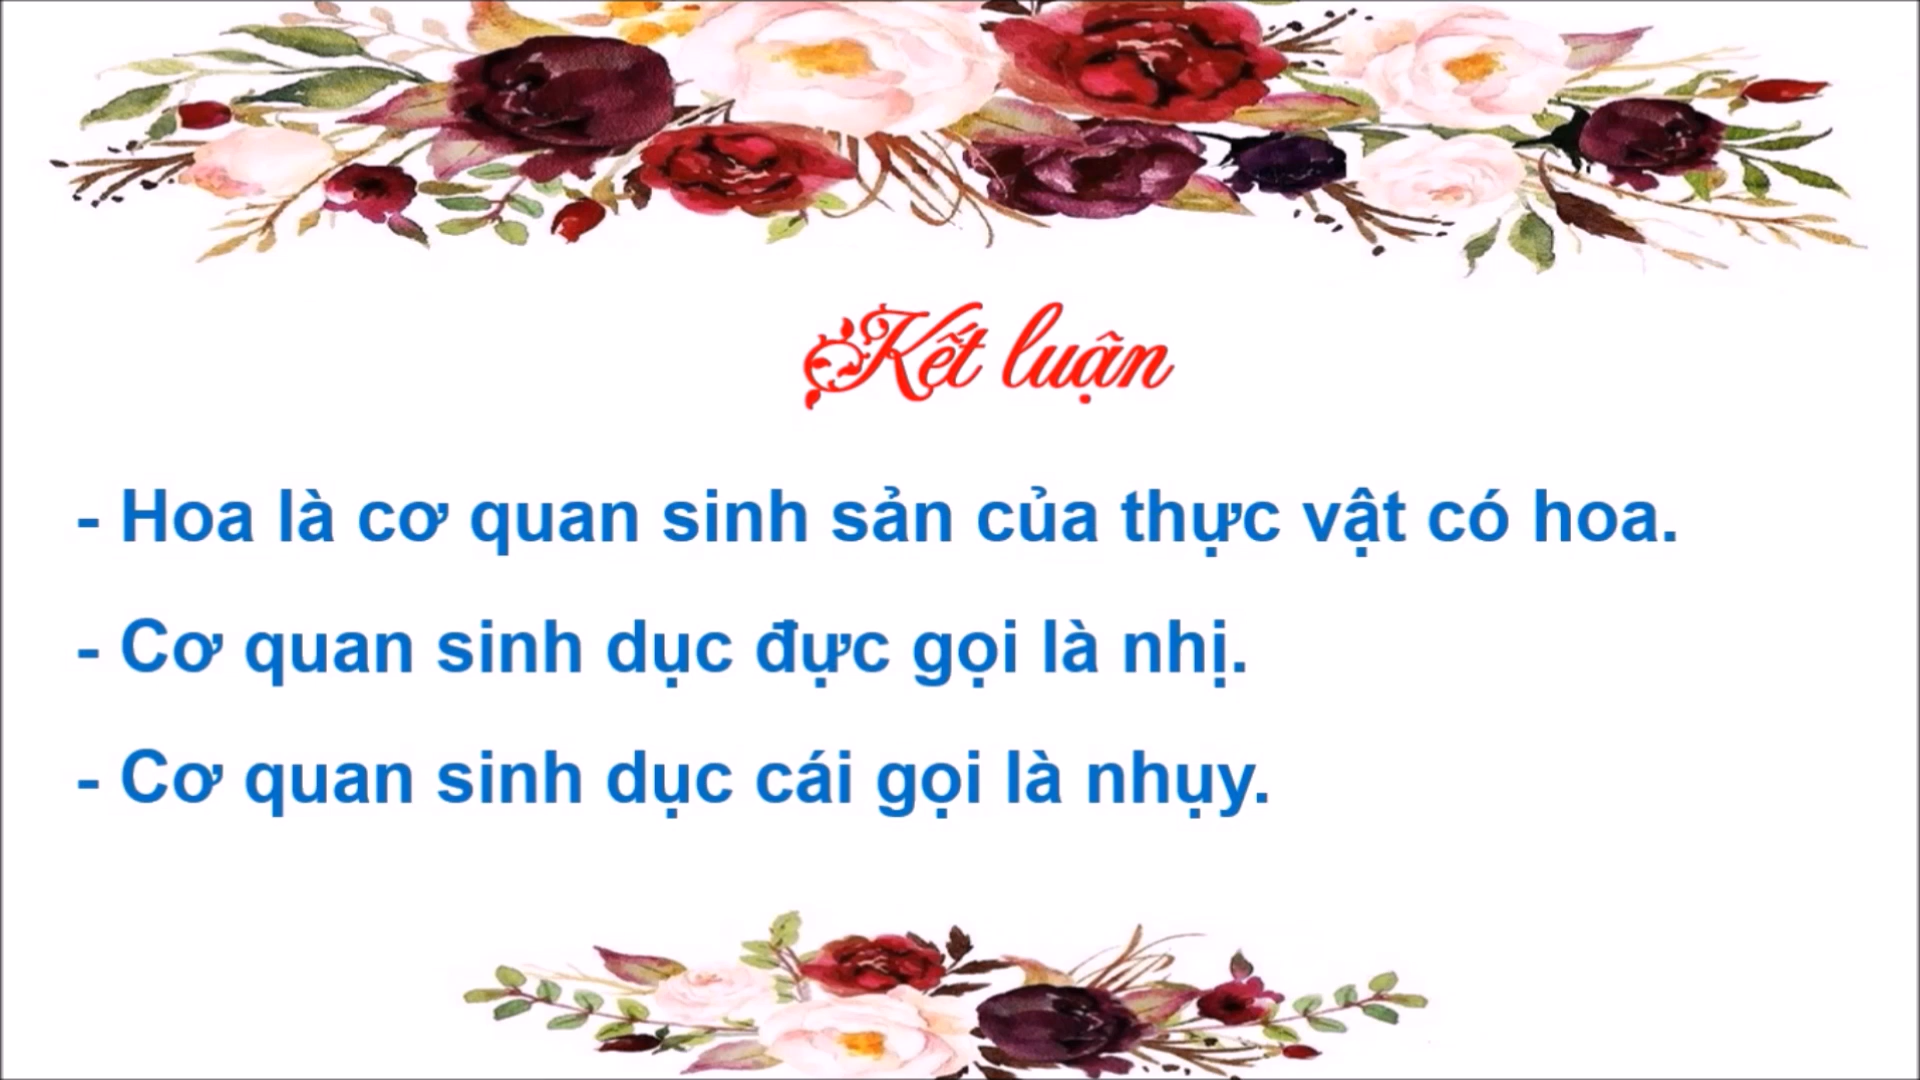 Kết luận
- Hoa là cơ quan sinh sản của thực vật có hoa.
- Cơ quan sinh dục đực gọi là nhị.
- Cơ quan sinh dục cái gọi là nhụy.